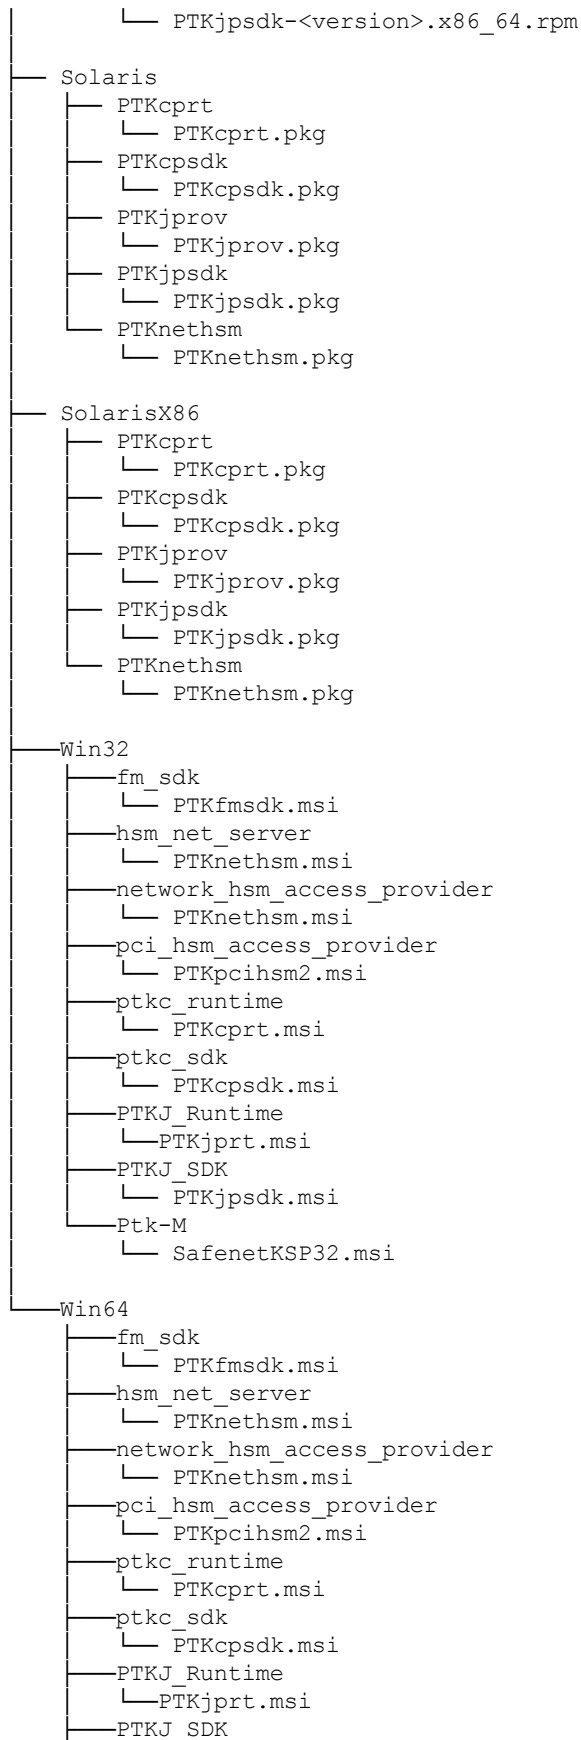 │       └── PTKjpsdk-<version>.x86_64.rpm
│
├── Solaris
│   ├── PTKcprt
│   │   └── PTKcprt.pkg
│   ├── PTKcpsdk
│   │   └── PTKcpsdk.pkg
│   ├── PTKjprov
│   │   └── PTKjprov.pkg
│   ├── PTKjpsdk
│   │   └── PTKjpsdk.pkg
│   └── PTKnethsm
│       └── PTKnethsm.pkg
│
├── SolarisX86
│   ├── PTKcprt
│   │   └── PTKcprt.pkg
│   ├── PTKcpsdk
│   │   └── PTKcpsdk.pkg
│   ├── PTKjprov
│   │   └── PTKjprov.pkg
│   ├── PTKjpsdk
│   │   └── PTKjpsdk.pkg
│   └── PTKnethsm
│       └── PTKnethsm.pkg
│
├───Win32
│   ├───fm_sdk
│   │   └── PTKfmsdk.msi
│   ├───hsm_net_server
│   │   └── PTKnethsm.msi
│   ├───network_hsm_access_provider
│   │   └── PTKnethsm.msi
│   ├───pci_hsm_access_provider
│   │   └── PTKpcihsm2.msi
│   ├───ptkc_runtime
│   │   └── PTKcprt.msi
│   ├───ptkc_sdk
│   │   └── PTKcpsdk.msi
│   ├───PTKJ_Runtime
│   │   └──PTKjprt.msi
│   ├───PTKJ_SDK
│   │   └── PTKjpsdk.msi
│   └───Ptk-M
│       └── SafenetKSP32.msi
│
└───Win64
    ├───fm_sdk
    │   └── PTKfmsdk.msi
    ├───hsm_net_server
    │   └── PTKnethsm.msi
    ├───network_hsm_access_provider
    │   └── PTKnethsm.msi
    ├───pci_hsm_access_provider
    │   └── PTKpcihsm2.msi
    ├───ptkc_runtime
    │   └── PTKcprt.msi
    ├───ptkc_sdk
    │   └── PTKcpsdk.msi
    ├───PTKJ_Runtime
    │   └──PTKjprt.msi
    ├───PTKJ_SDK